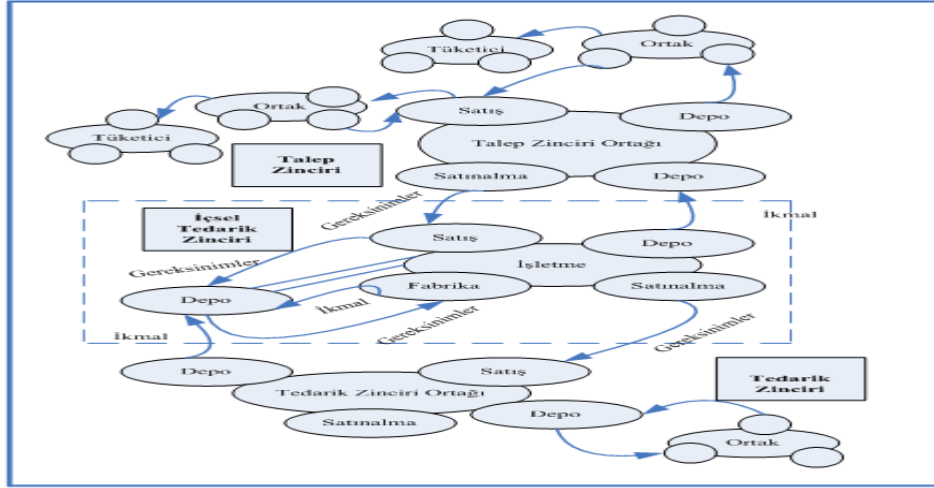 Tüketici
Ortak
Ortak
Tüketici
Satış
Depo
Talep Zinciri Ortağı
Talep
Zinciri
Satınalma
Depo
Gereksinimler
İkmal
İçsel
Tedarik
Zinciri
Satış
Depo
Gereksinimler
İşletme
Depo
Fabrika
Satınalma
İkmal
Gereksinimler
Gereksinimler
İkmal
Depo
Satış
Tedarik
Zinciri
Tedarik Zinciri Ortağı
Satınalma
Depo
Ortak